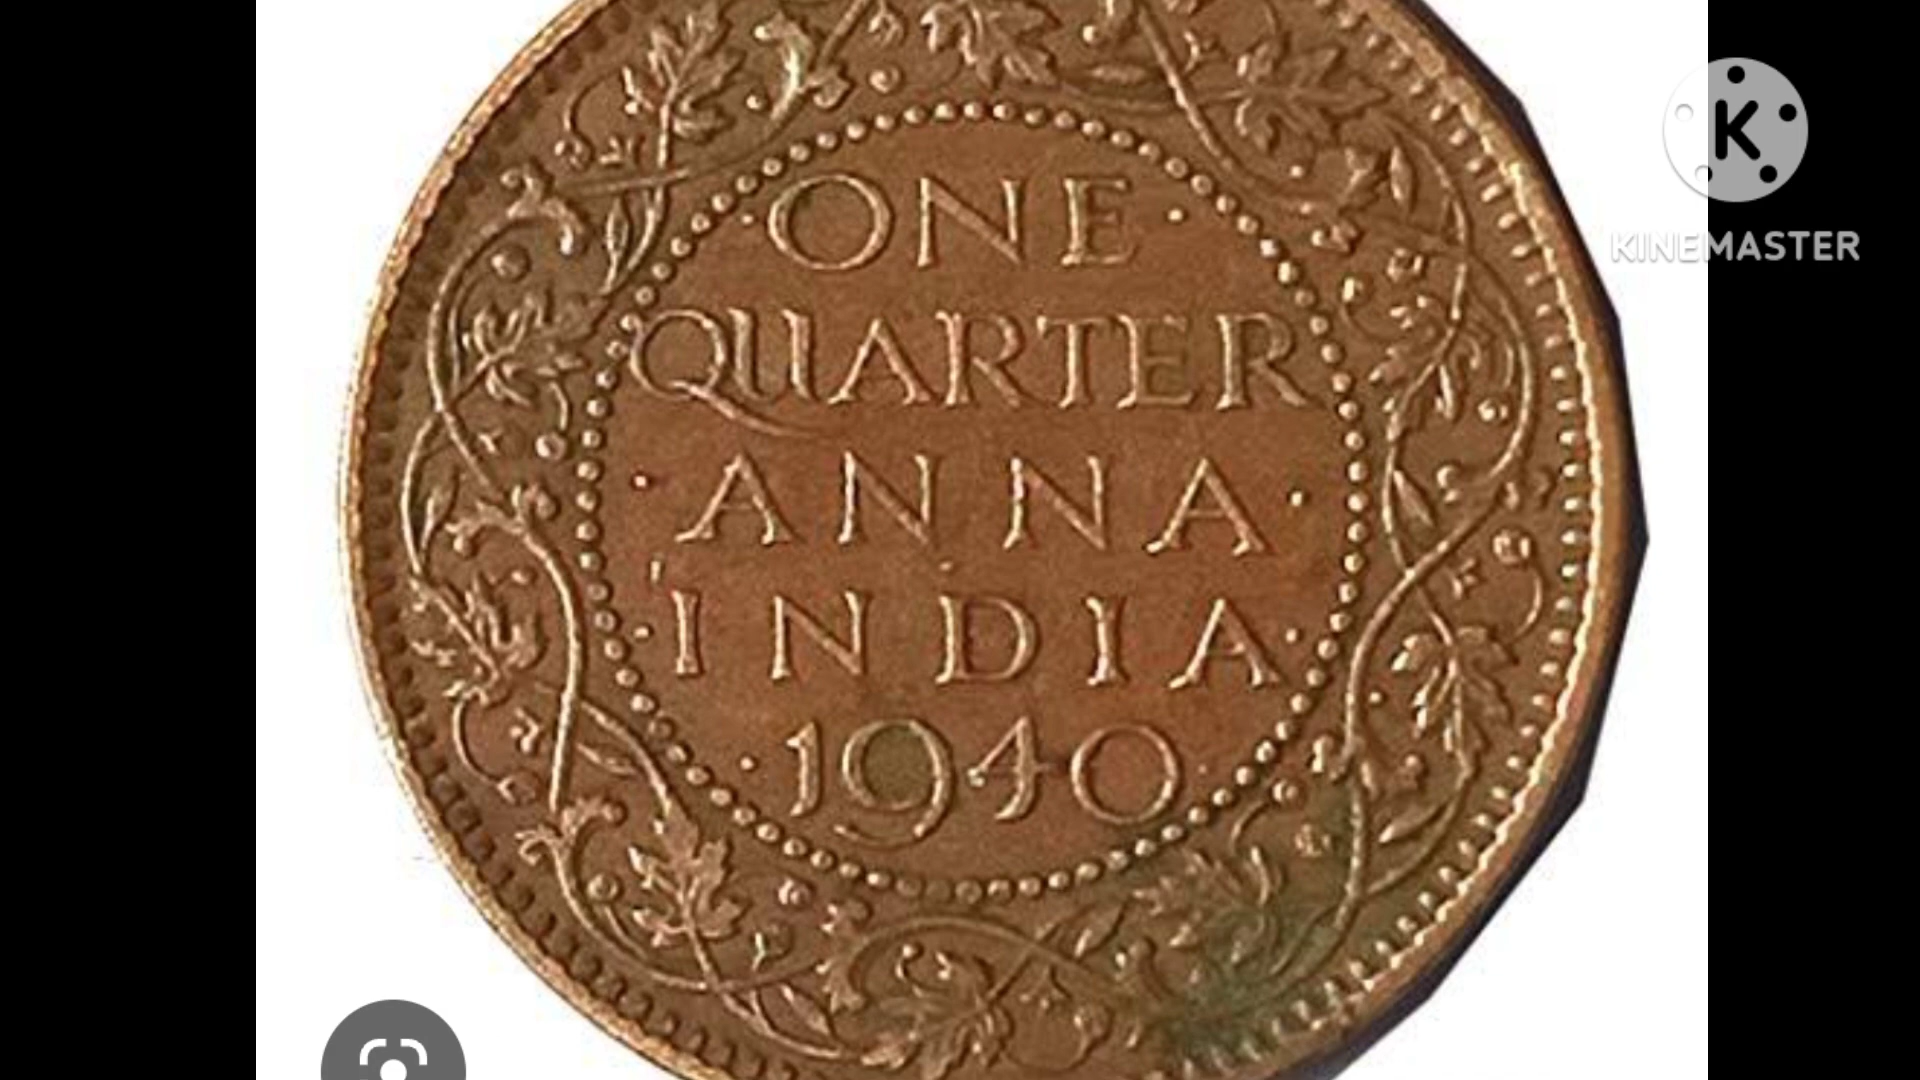 · ONE ·
QUARTER
· ANNA ·
· INDIA ·
· 1940 ·
K
KINEMASTER